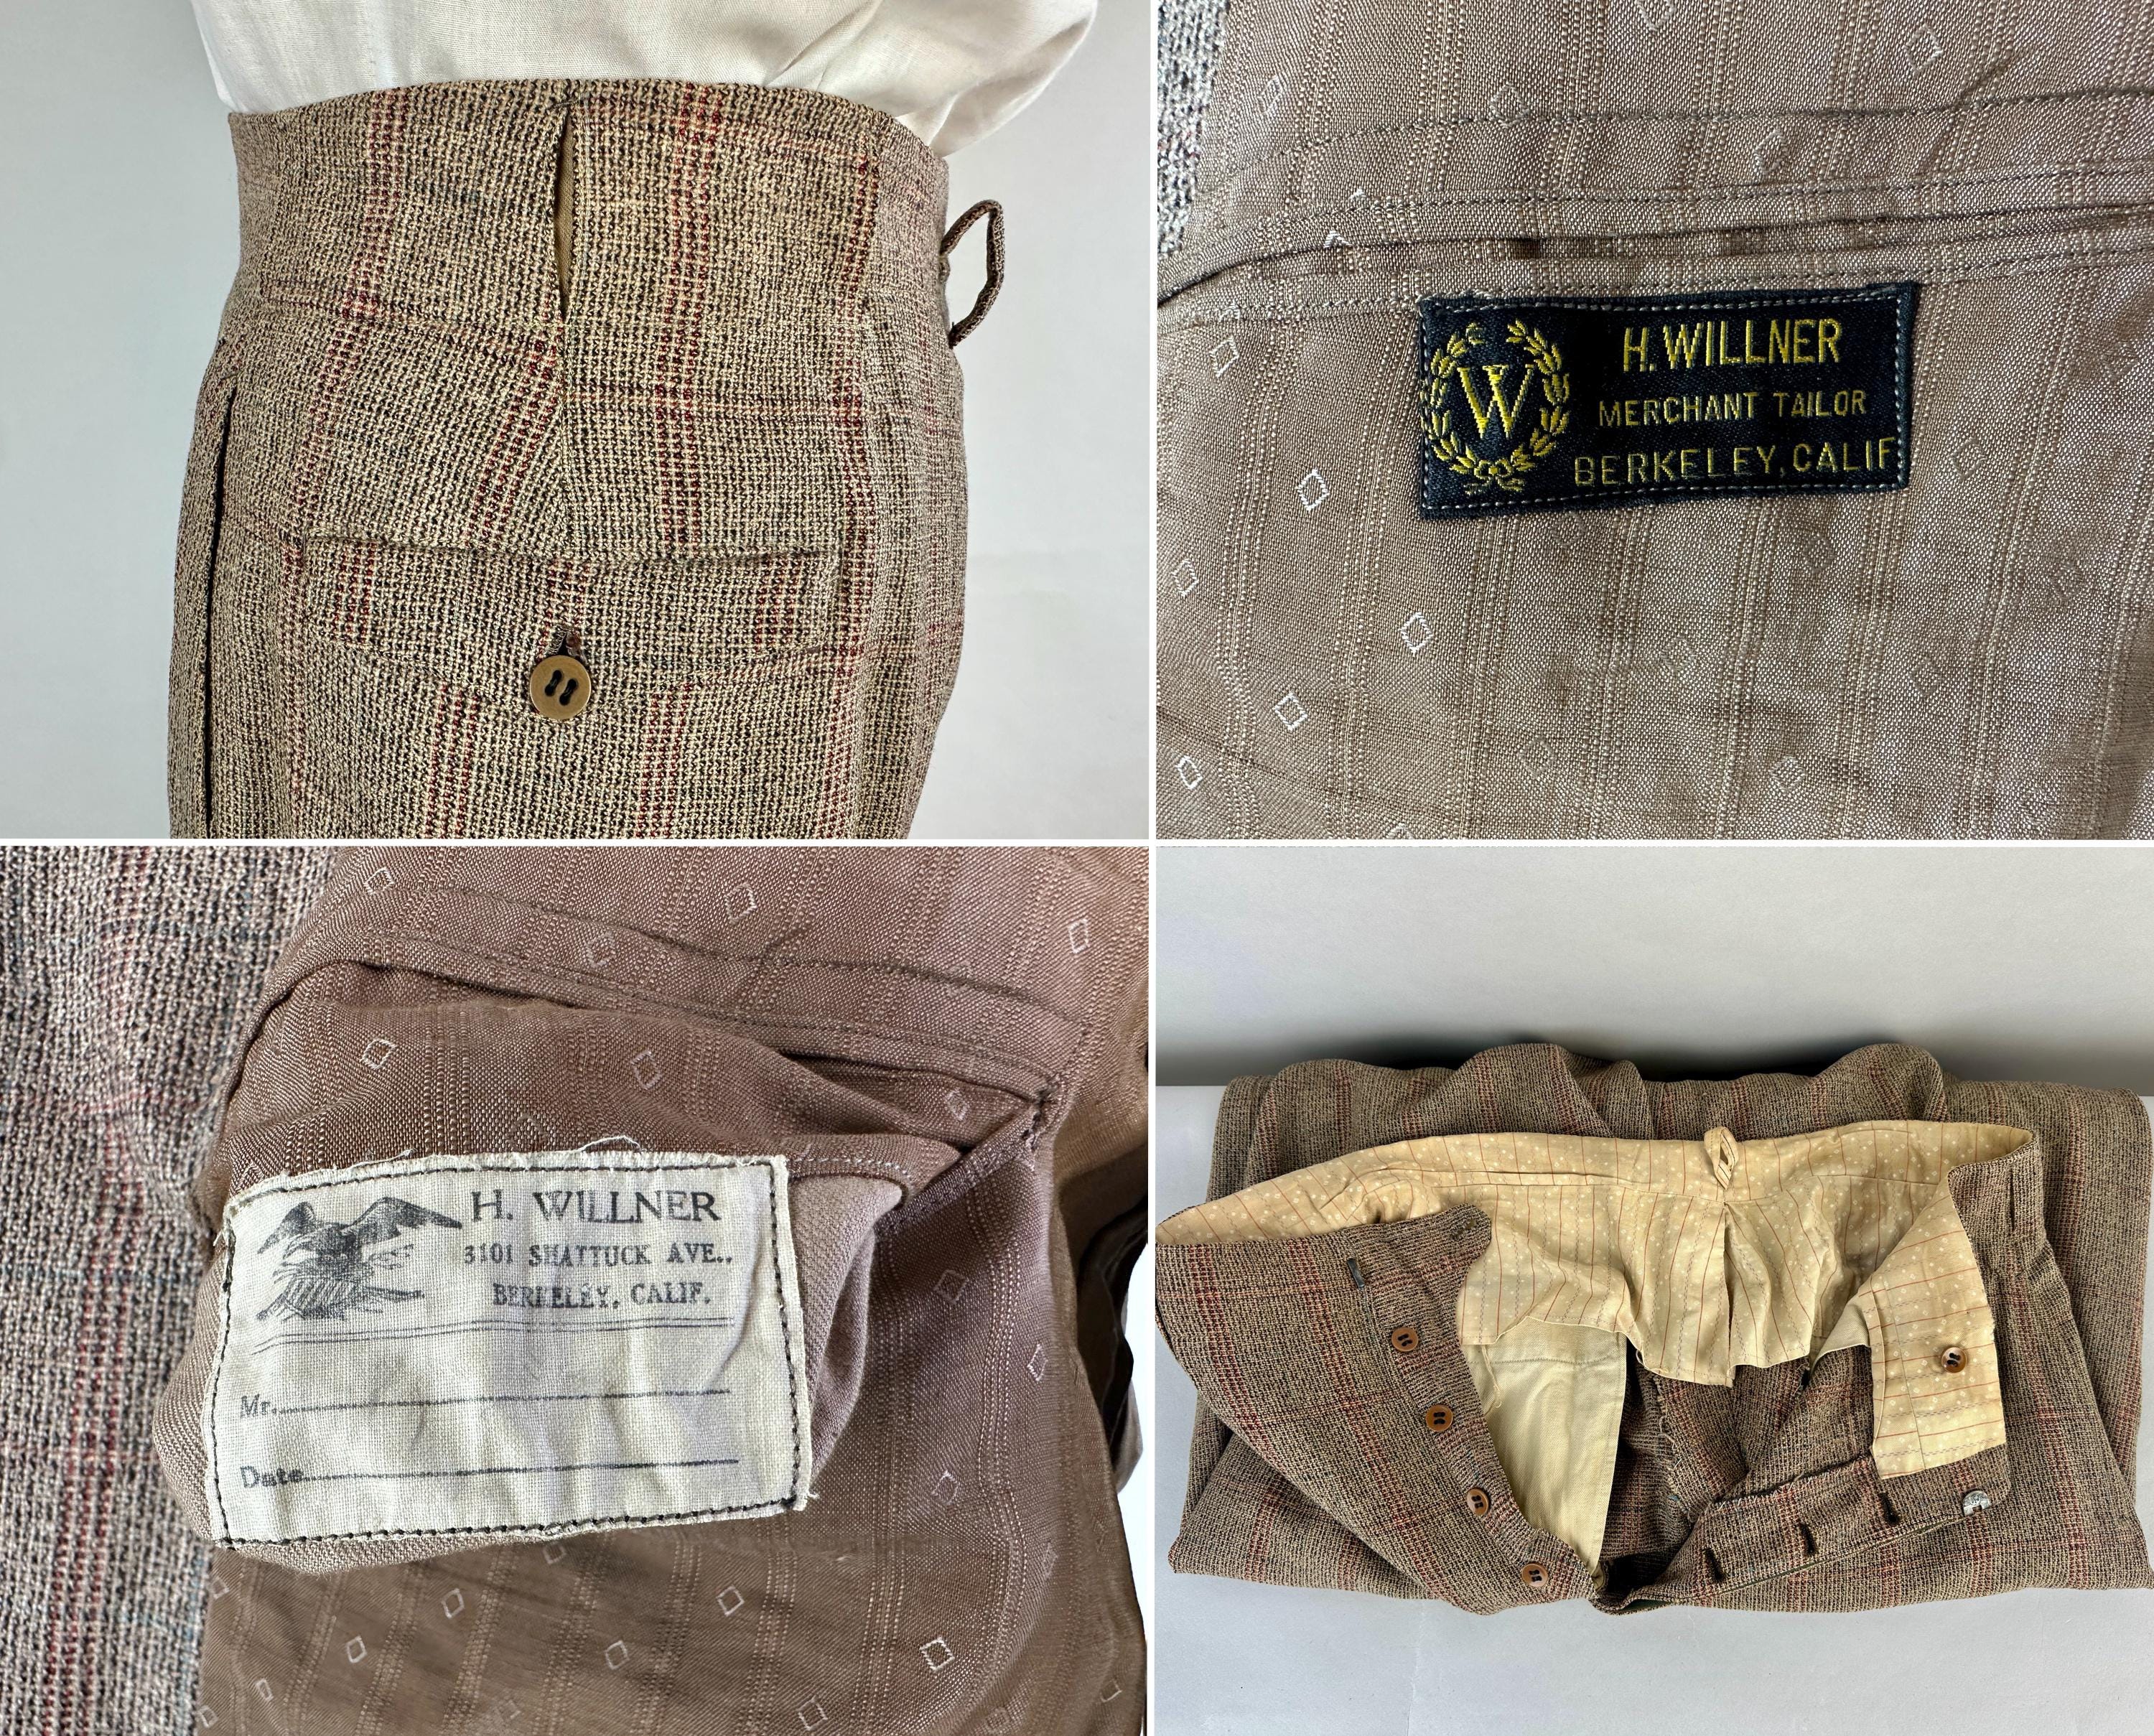 W
H. WILLNER
MERCHANT TAILOR
BERKELEY, CALIF
H. WILLNER
3101 SHATTUCK AVE.,
BERKELEY, CALIF.
Mr.
Date